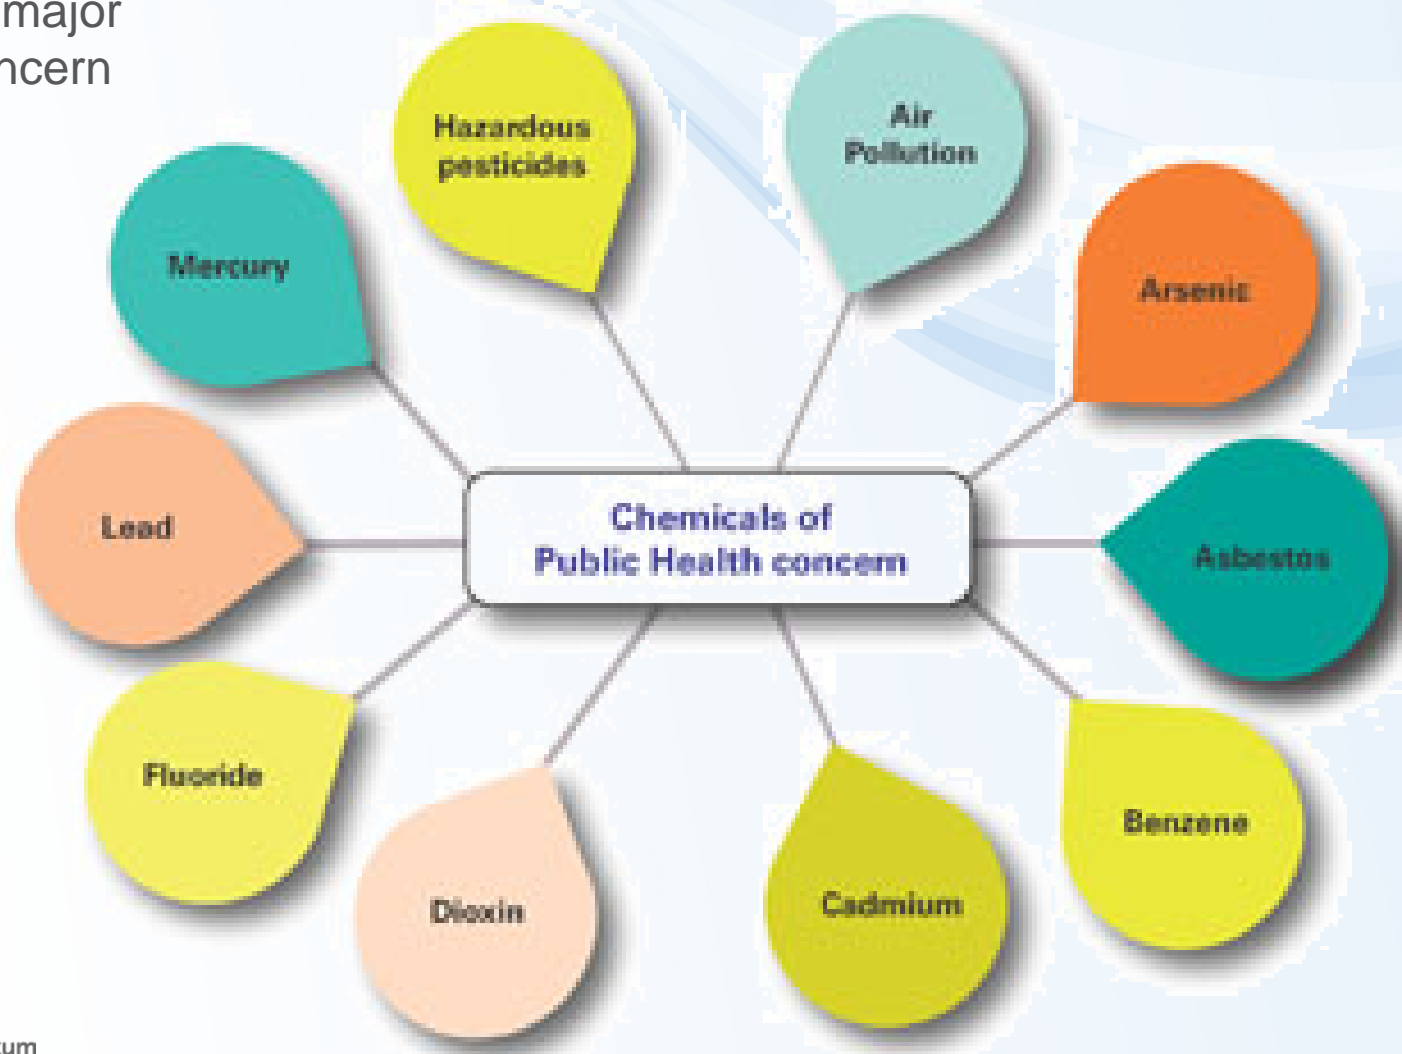 major
ncern
Hazardous
pesticides
Air
Pollution
Mercury
Arsenic
Chemicals of
Public Health concern
Lead
Asbestos
Fluoride
Benzene
Dioxin
Cadmium
tum